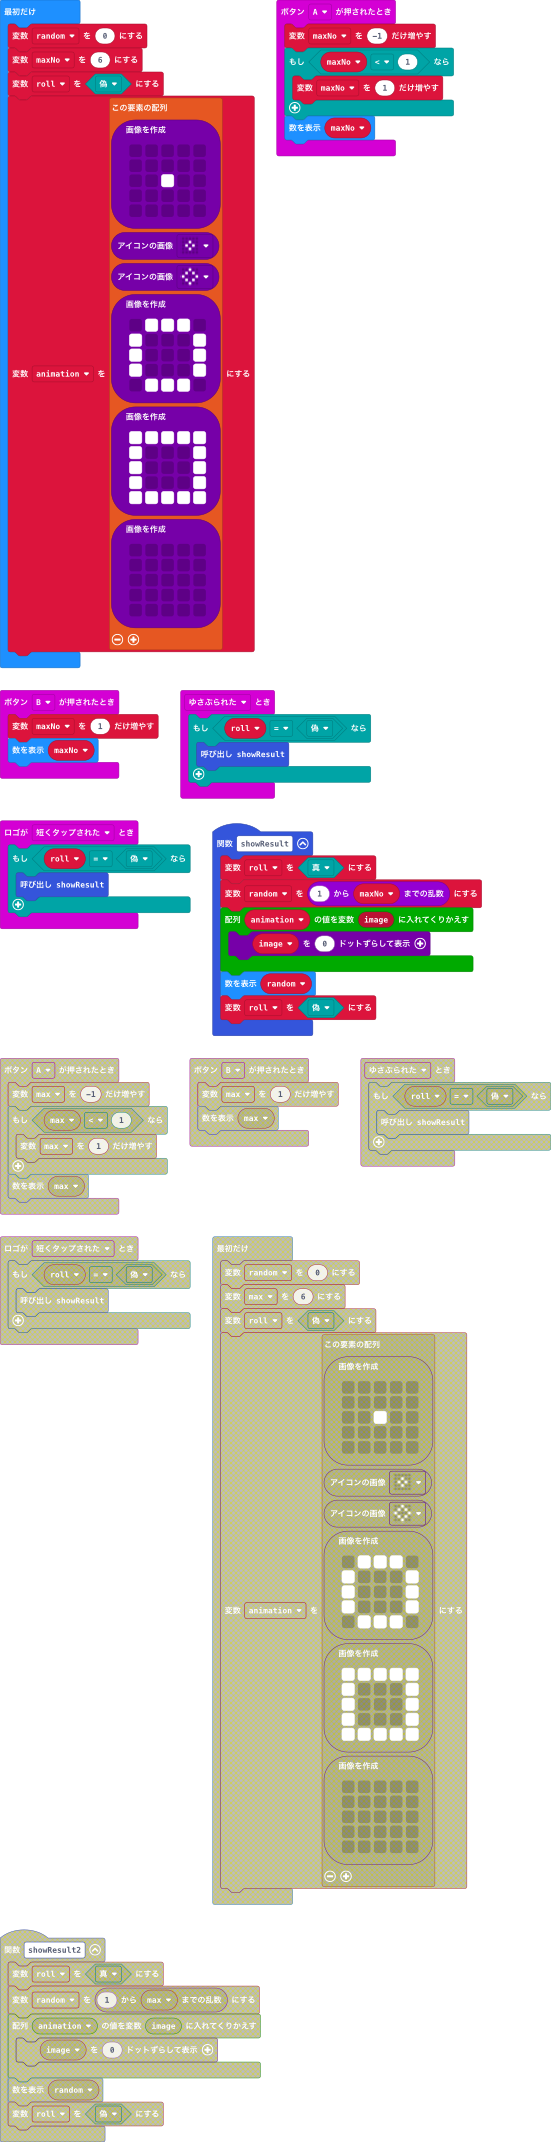 最初だけ
変数 random を 0 にする
変数 maxNo を 6 にする
変数 roll を 偽 にする
この要素の配列
画像を作成
アイコンの画像
アイコンの画像
画像を作成
変数 animation を にする
画像を作成
画像を作成
ボタン A が押されたとき
変数 maxNo を -1 だけ増やす
もし maxNo < 1 なら
変数 maxNo を 1 だけ増やす
数を表示 maxNo
ボタン B が押されたとき
変数 maxNo を 1 だけ増やす
数を表示 maxNo
ゆさぶられた とき
もし roll = 偽 なら
呼び出し showResult
ロゴが 短くタップされた とき
もし roll = 偽 なら
呼び出し showResult
関数 showResult
変数 roll を 真 にする
変数 random を 1 から maxNo までの乱数 にする
配列 animation の値を変数 image に入れてくりかえす
image を 0 ドットずらして表示
数を表示 random
変数 roll を 偽 にする
ボタン A が押されたとき
変数 max を -1 だけ増やす
もし max < 1 なら
変数 max を 1 だけ増やす
数を表示 max
ボタン B が押されたとき
変数 max を 1 だけ増やす
数を表示 max
ゆさぶられた とき
もし roll = 偽 なら
呼び出し showResult
ロゴが 短くタップされた とき
もし roll = 偽 なら
呼び出し showResult
最初だけ
変数 random を 0 にする
変数 max を 6 にする
変数 roll を 偽 にする
この要素の配列
画像を作成
アイコンの画像
アイコンの画像
画像を作成
変数 animation を にする
画像を作成
画像を作成
関数 showResult2
変数 roll を 真 にする
変数 random を 1 から max までの乱数 にする
配列 animation の値を変数 image に入れてくりかえす
image を 0 ドットずらして表示
数を表示 random
変数 roll を 偽 にする